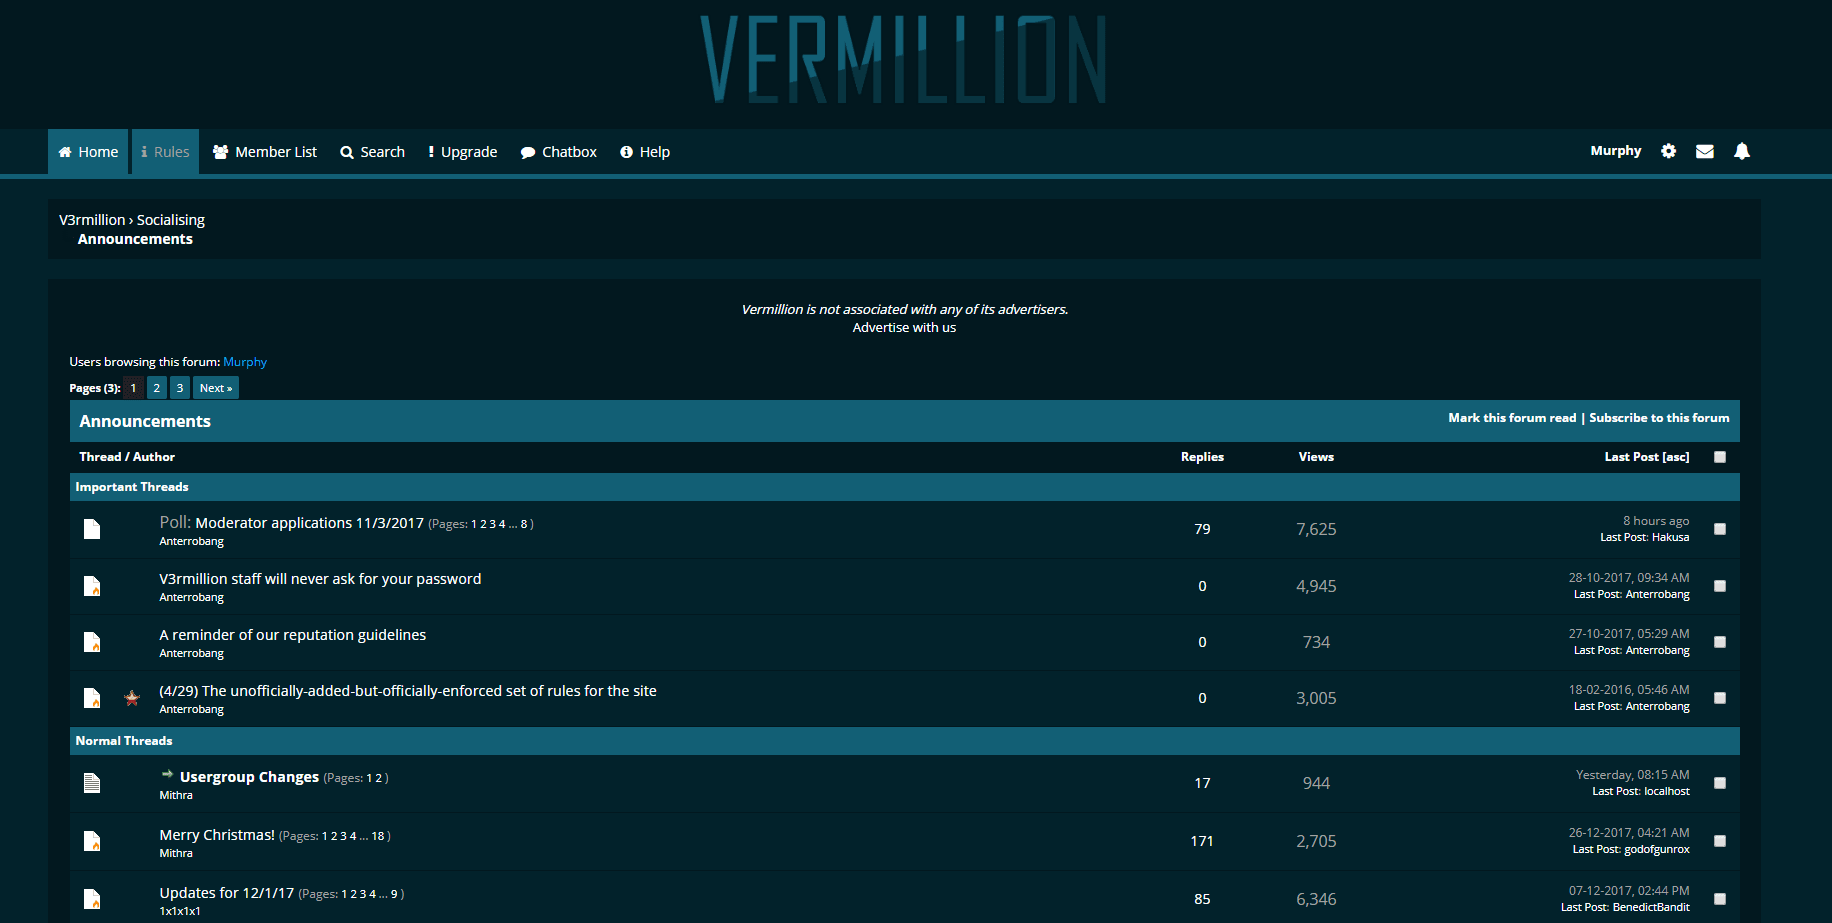 VERMILLION
Home Rules Member List Search Upgrade Chatbox Help Murphy
V3rmillion › Socialising
Announcements
Vermillion is not associated with any of its advertisers.
Advertise with us
Users browsing this forum: Murphy
Pages (3): 1 2 3 Next »
Announcements Mark this forum read | Subscribe to this forum
Thread / Author Replies Views Last Post [asc]
Important Threads
Poll: Moderator applications 11/3/2017 (Pages: 1 2 3 4 ... 8 ) 79 7,625 8 hours ago
Anterrobang Last Post: Hakusa
V3rmillion staff will never ask for your password 0 4,945 28-10-2017, 09:34 AM
Anterrobang Last Post: Anterrobang
A reminder of our reputation guidelines 0 734 27-10-2017, 05:29 AM
Anterrobang Last Post: Anterrobang
(4/29) The unofficially-added-but-officially-enforced set of rules for the site 0 3,005 18-02-2016, 05:46 AM
Anterrobang Last Post: Anterrobang
Normal Threads
Usergroup Changes (Pages: 1 2 ) 17 944 Yesterday, 08:15 AM
Mithra Last Post: localhost
Merry Christmas! (Pages: 1 2 3 4 ... 18 ) 171 2,705 26-12-2017, 04:21 AM
Mithra Last Post: godofgunrox
Updates for 12/1/17 (Pages: 1 2 3 4 ... 9 ) 85 6,346 07-12-2017, 02:44 PM
1x1x1x1 Last Post: BenedictBandit